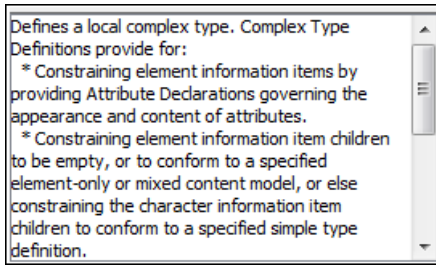 Defines a local complex type. Complex Type
Definitions provide for:
* Constraining element information items by
providing Attribute Declarations governing the
appearance and content of attributes.
* Constraining element information item children
to be empty, or to conform to a specified
element-only or mixed content model, or else
constraining the character information item
children to conform to a specified simple type
definition.